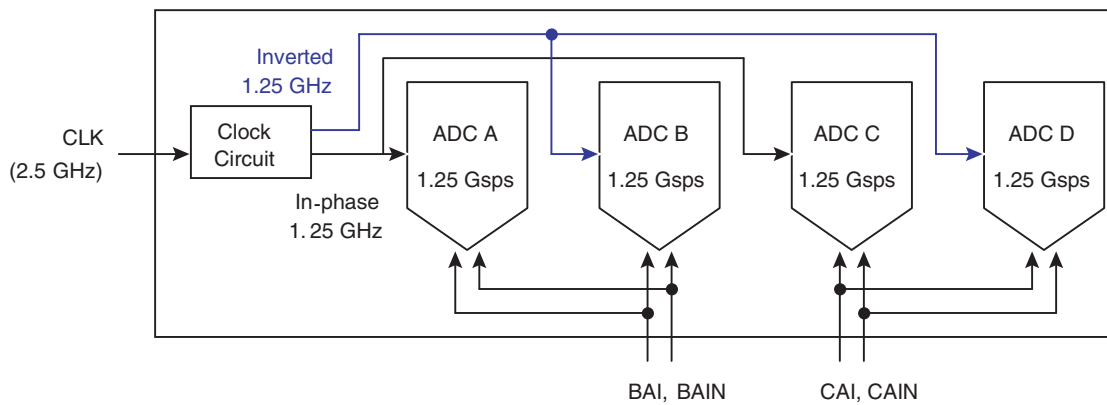 Inverted
1.25 GHz
CLK
(2.5 GHz)
Clock
Circuit
In-phase
1. 25 GHz
ADC A
1.25 Gsps
ADC B
1.25 Gsps
ADC C
1.25 Gsps
ADC D
1.25 Gsps
BAI, BAIN
CAI, CAIN